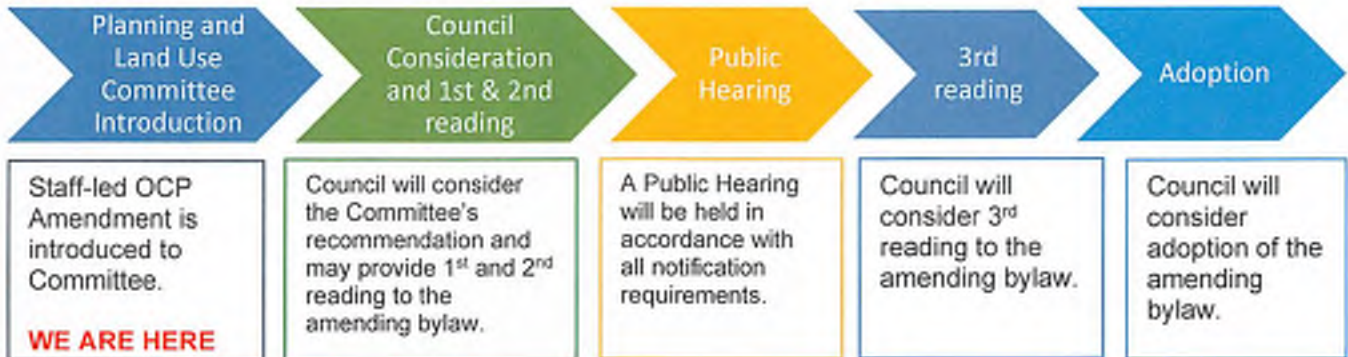 Planning and
Land Use
Committee
Introduction
Council
Consideration
and 1st & 2nd
reading
Public
Hearing
3rd
reading
Adoption
Staff-led OCP
Amendment is
introduced to
Committee.
WE ARE HERE
Council will consider
the Committee's
recommendation and
may provide 1st and 2nd
reading to the
amending bylaw.
A Public Hearing
will be held in
accordance with
all notification
requirements.
Council will
consider 3rd
reading to the
amending bylaw.
Council will
consider
adoption of the
amending
bylaw.